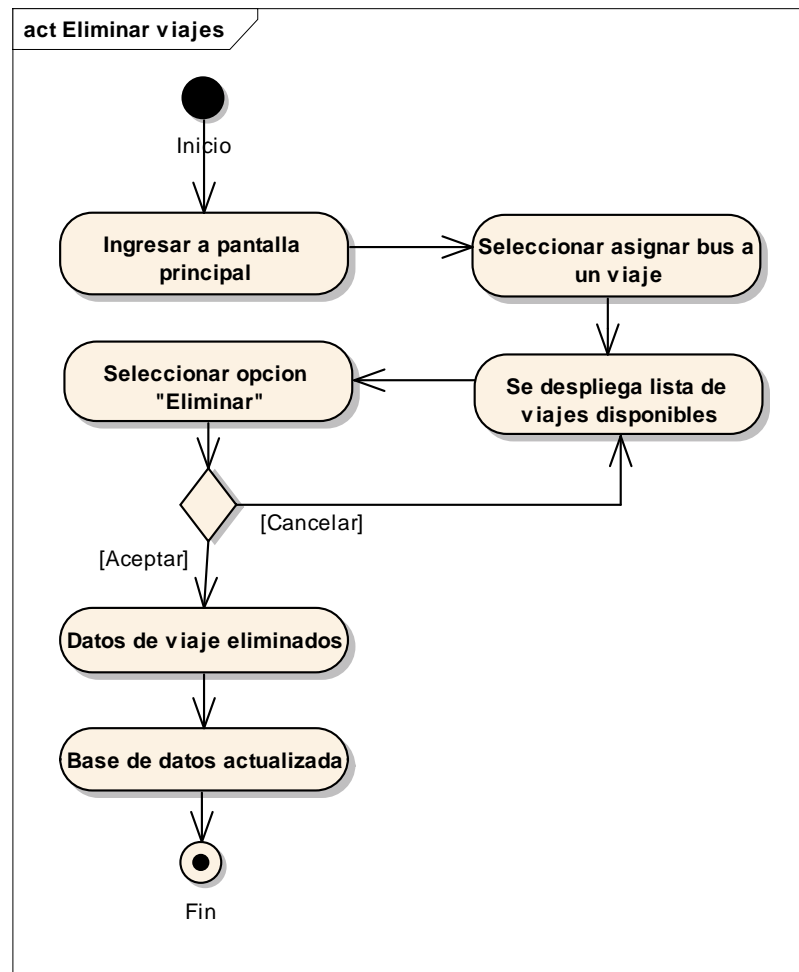 act Eliminar viajes
Inicio
Ingresar a pantalla
principal
Seleccionar asignar bus a
un viaje
Seleccionar opcion
"Eliminar"
Se despliega lista de
viajes disponibles
[Cancelar]
[Aceptar]
Datos de viaje eliminados
Base de datos actualizada
Fin